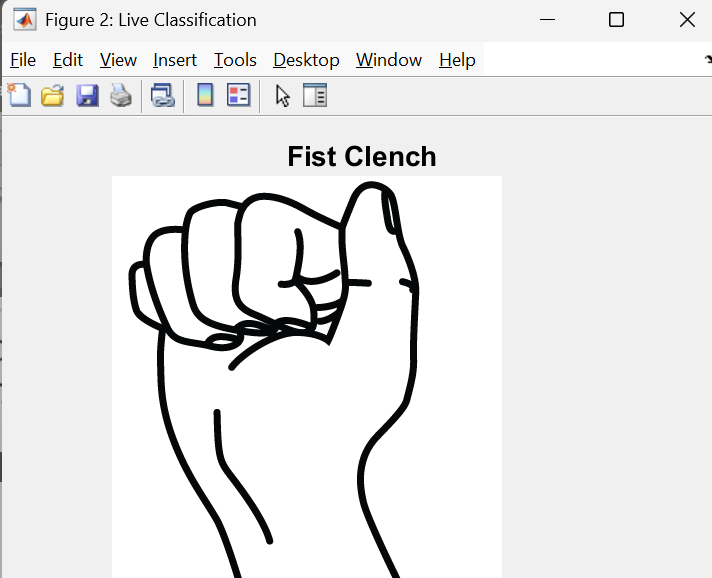 Figure 2: Live Classification
File Edit View Insert Tools Desktop Window Help
Fist Clench